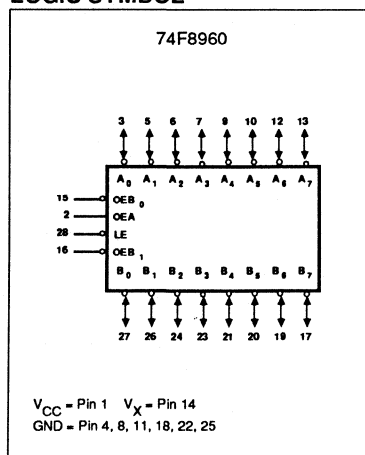 74F8960
3 5 6 7 9 10 12 13
A0 A1 A2 A3 A4 A5 A6 A7
15 OEB0
2 OEA
28 LE
16 OEB1
B0 B1 B2 B3 B4 B5 B6 B7
27 26 24 23 21 20 19 17
VCC = Pin 1 VX = Pin 14
GND = Pin 4, 8, 11, 18, 22, 25